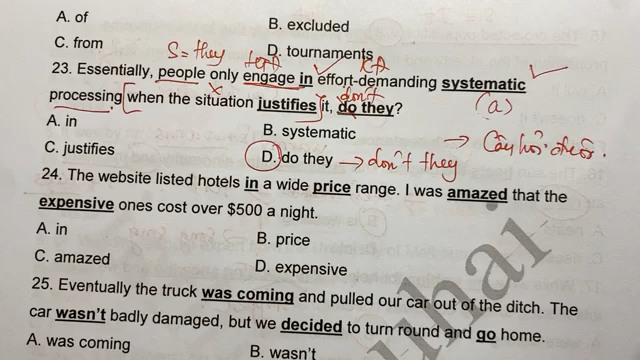 A. of B. excluded
C. from D. tournaments
S = they
23. Essentially, people only engage in effort-demanding systematic
don't (a)
processing when the situation justifies it, do they?
A. in B. systematic → Câu hỏi đuôi.
C. justifies D. do they → don't they
24. The website listed hotels in a wide price range. I was amazed that the
expensive ones cost over $500 a night.
A. in B. price
C. amazed D. expensive
25. Eventually the truck was coming and pulled our car out of the ditch. The
car wasn't badly damaged, but we decided to turn round and go home.
A. was coming B. wasn't